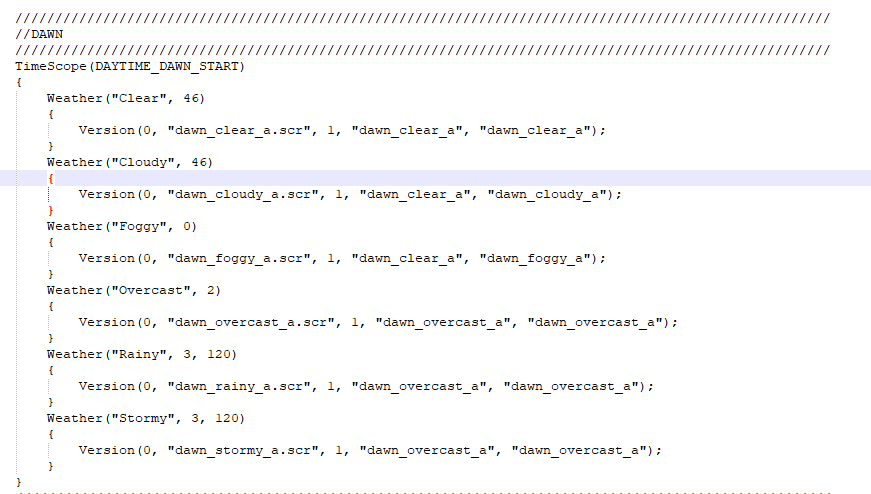 //////////////////////////////////////////////////////////////////////////////////////////////////////
//DAWN
//////////////////////////////////////////////////////////////////////////////////////////////////////
TimeScope(DAYTIME_DAWN_START)
{
    Weather("Clear", 46)
    {
        Version(0, "dawn_clear_a.scr", 1, "dawn_clear_a", "dawn_clear_a");
    }
    Weather("Cloudy", 46)
    {
        Version(0, "dawn_cloudy_a.scr", 1, "dawn_clear_a", "dawn_cloudy_a");
    }
    Weather("Foggy", 0)
    {
        Version(0, "dawn_foggy_a.scr", 1, "dawn_clear_a", "dawn_foggy_a");
    }
    Weather("Overcast", 2)
    {
        Version(0, "dawn_overcast_a.scr", 1, "dawn_overcast_a", "dawn_overcast_a");
    }
    Weather("Rainy", 3, 120)
    {
        Version(0, "dawn_rainy_a.scr", 1, "dawn_overcast_a", "dawn_overcast_a");
    }
    Weather("Stormy", 3, 120)
    {
        Version(0, "dawn_stormy_a.scr", 1, "dawn_overcast_a", "dawn_overcast_a");
    }
}